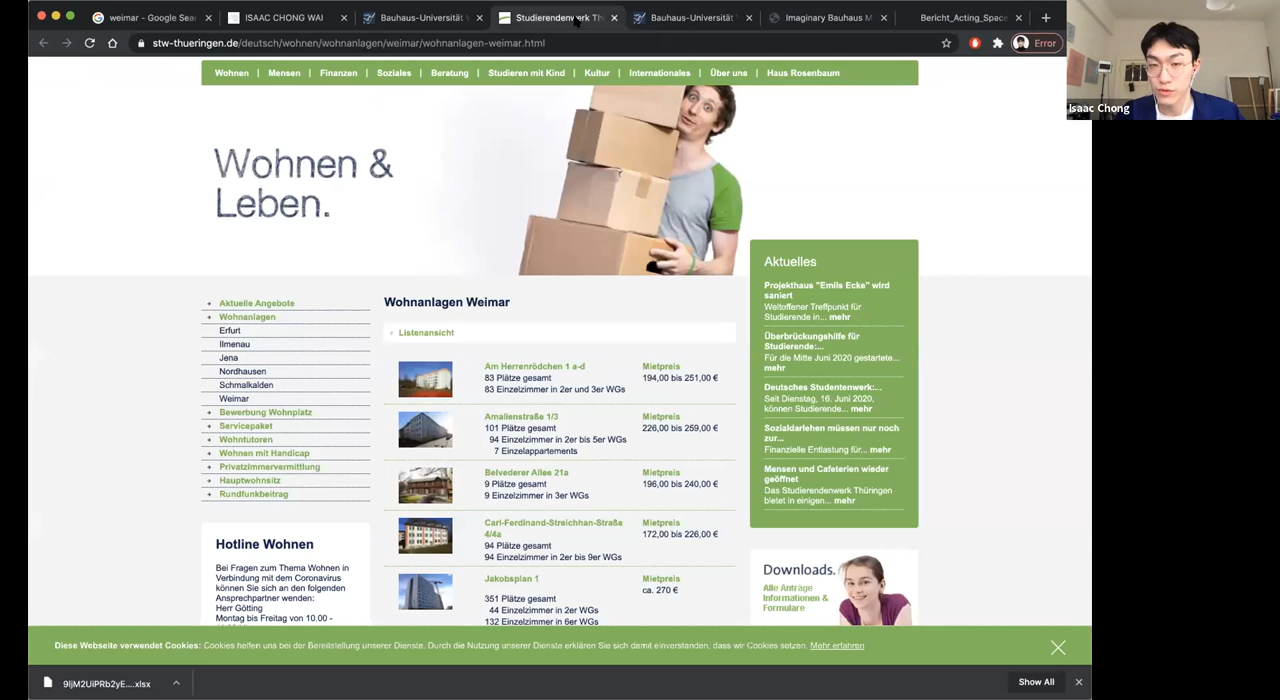 weimar - Google Sear
ISAAC CHONG WAI
Bauhaus-Universität
Studierendenwerk Th
Bauhaus-Universität
Imaginary Bauhaus M
Bericht_Acting_Space
stw-thueringen.de/deutsch/wohnen/wohnanlagen/weimar/wohnanlagen-weimar.html
Error
Isaac Chong
Wohnen | Mensen | Finanzen | Soziales | Beratung | Studieren mit Kind | Kultur | Internationales | Über uns | Haus Rosenbaum
Wohnen &
Leben.
Aktuelle Angebote
Wohnanlagen
Erfurt
Ilmenau
Jena
Nordhausen
Schmalkalden
Weimar
Bewerbung Wohnplatz
Servicepaket
Wohntutoren
Wohnen mit Handicap
Privatzimmervermittlung
Hauptwohnsitz
Rundfunkbeitrag
Hotline Wohnen
Bei Fragen zum Thema Wohnen in
Verbindung mit dem Coronavirus
können Sie sich an den folgenden
Ansprechpartner wenden:
Herr Götting
Montag bis Freitag von 10.00 -
Wohnanlagen Weimar
Listenansicht
Am Herrenrödchen 1 a-d
83 Plätze gesamt
83 Einzelzimmer in 2er und 3er WGs
Mietpreis
194,00 bis 251,00 €
Amalienstraße 1/3
101 Plätze gesamt
94 Einzelzimmer in 2er bis 5er WGs
7 Einzelappartements
Mietpreis
226,00 bis 259,00 €
Belvederer Allee 21a
9 Plätze gesamt
9 Einzelzimmer in 3er WGs
Mietpreis
196,00 bis 240,00 €
Carl-Ferdinand-Streichhan-Straße
4/4a
94 Plätze gesamt
94 Einzelzimmer in 2er bis 9er WGs
Mietpreis
172,00 bis 226,00 €
Jakobsplan 1
351 Plätze gesamt
44 Einzelzimmer in 2er WGs
132 Einzelzimmer in 6er WGs
Mietpreis
ca. 270 €
Aktuelles
Projekthaus "Emils Ecke" wird
saniert
Weltoffener Treffpunkt für
Studierende in... mehr
Überbrückungshilfe für
Studierende:...
Für die Mitte Juni 2020 gestartete...
mehr
Deutsches Studentenwerk:...
Seit Dienstag, 16. Juni 2020,
können Studierende... mehr
Sozialdarlehen müssen nur noch
zur...
Finanzielle Entlastung für... mehr
Mensen und Cafeterien wieder
geöffnet
Das Studierendenwerk Thüringen
bietet in einigen... mehr
Downloads.
Alle Anträge
Informationen &
Formulare
Diese Webseite verwendet Cookies: Cookies helfen uns bei der Bereitstellung unserer Dienste. Durch die Nutzung unserer Dienste erklären Sie sich damit einverstanden, dass wir Cookies setzen. Mehr erfahren
9IjM2UiPRb2yE....xlsx
Show All